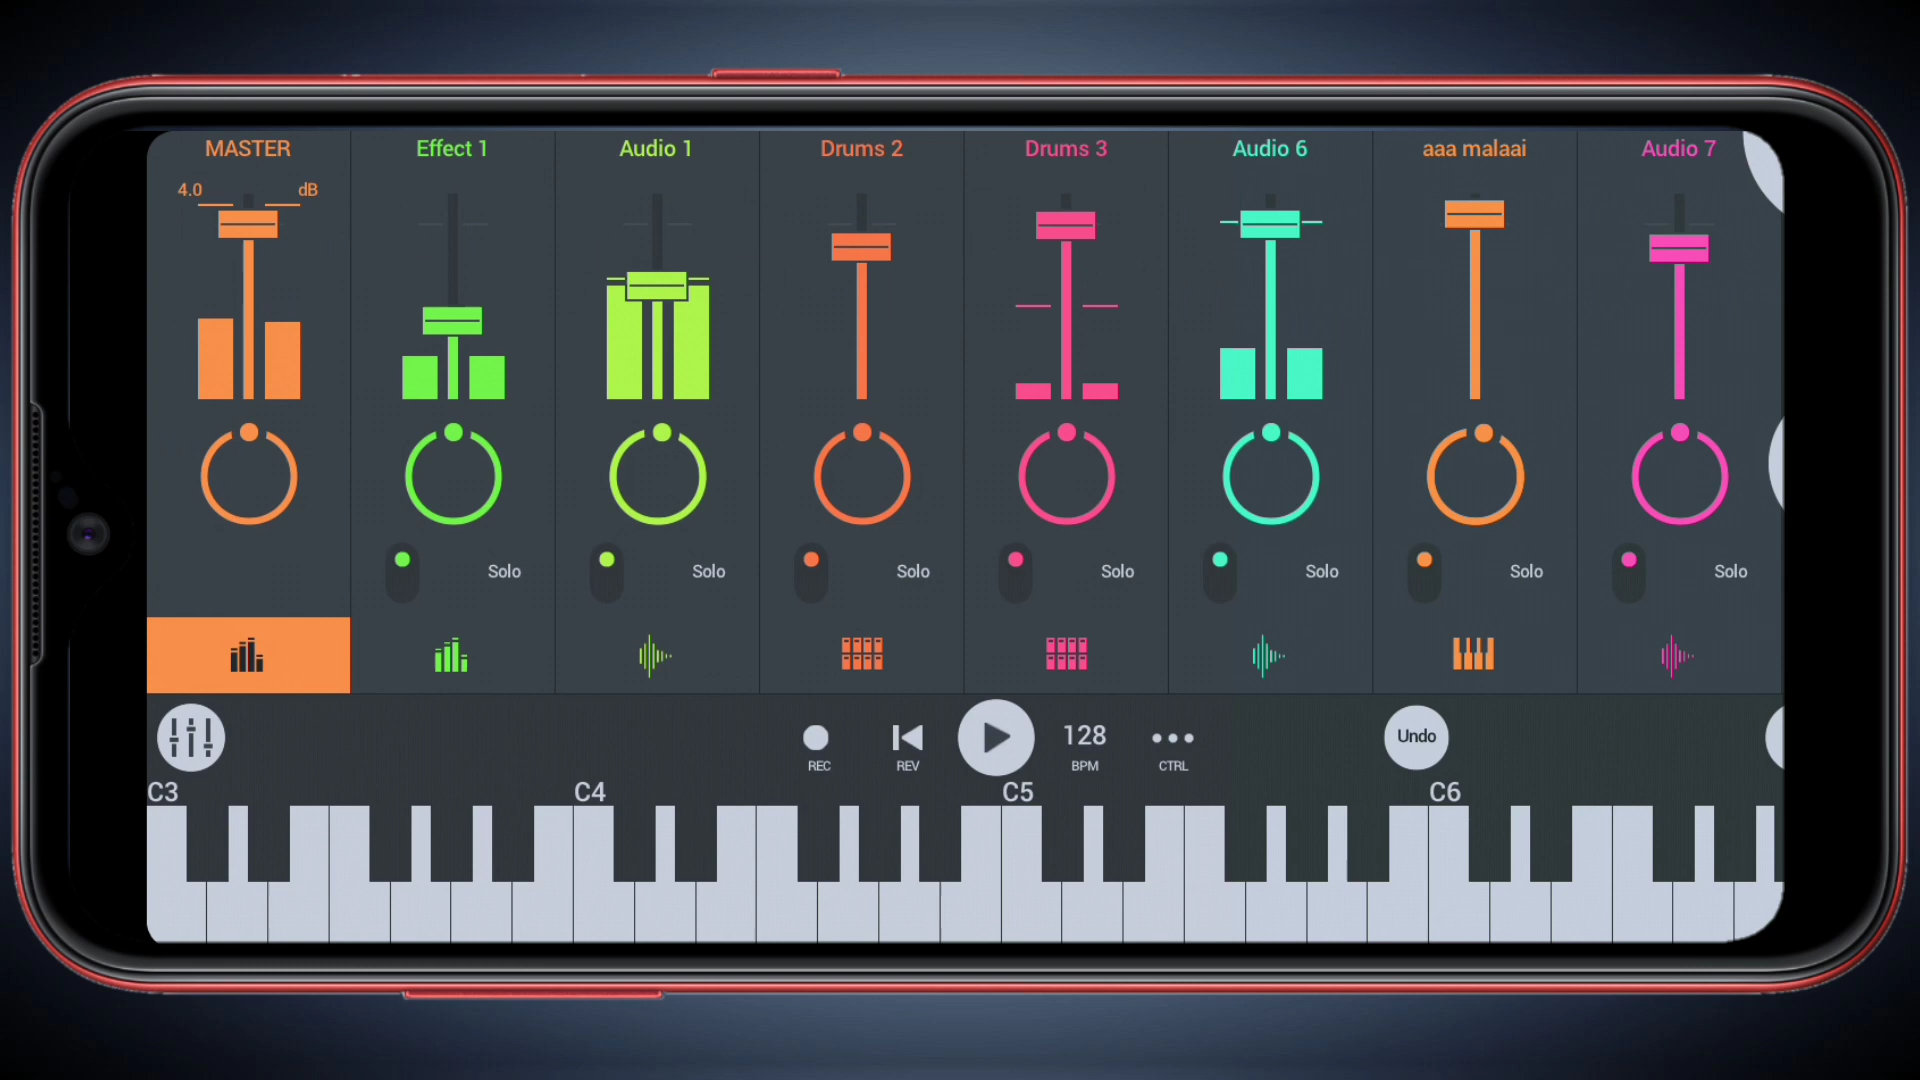 MASTER
Effect 1
Audio 1
Drums 2
Drums 3
Audio 6
aaa malaai
Audio 7
4.0 dB
Solo
Solo
Solo
Solo
Solo
Solo
Solo
128
Undo
REC
REV
BPM
CTRL
C3
C4
C5
C6